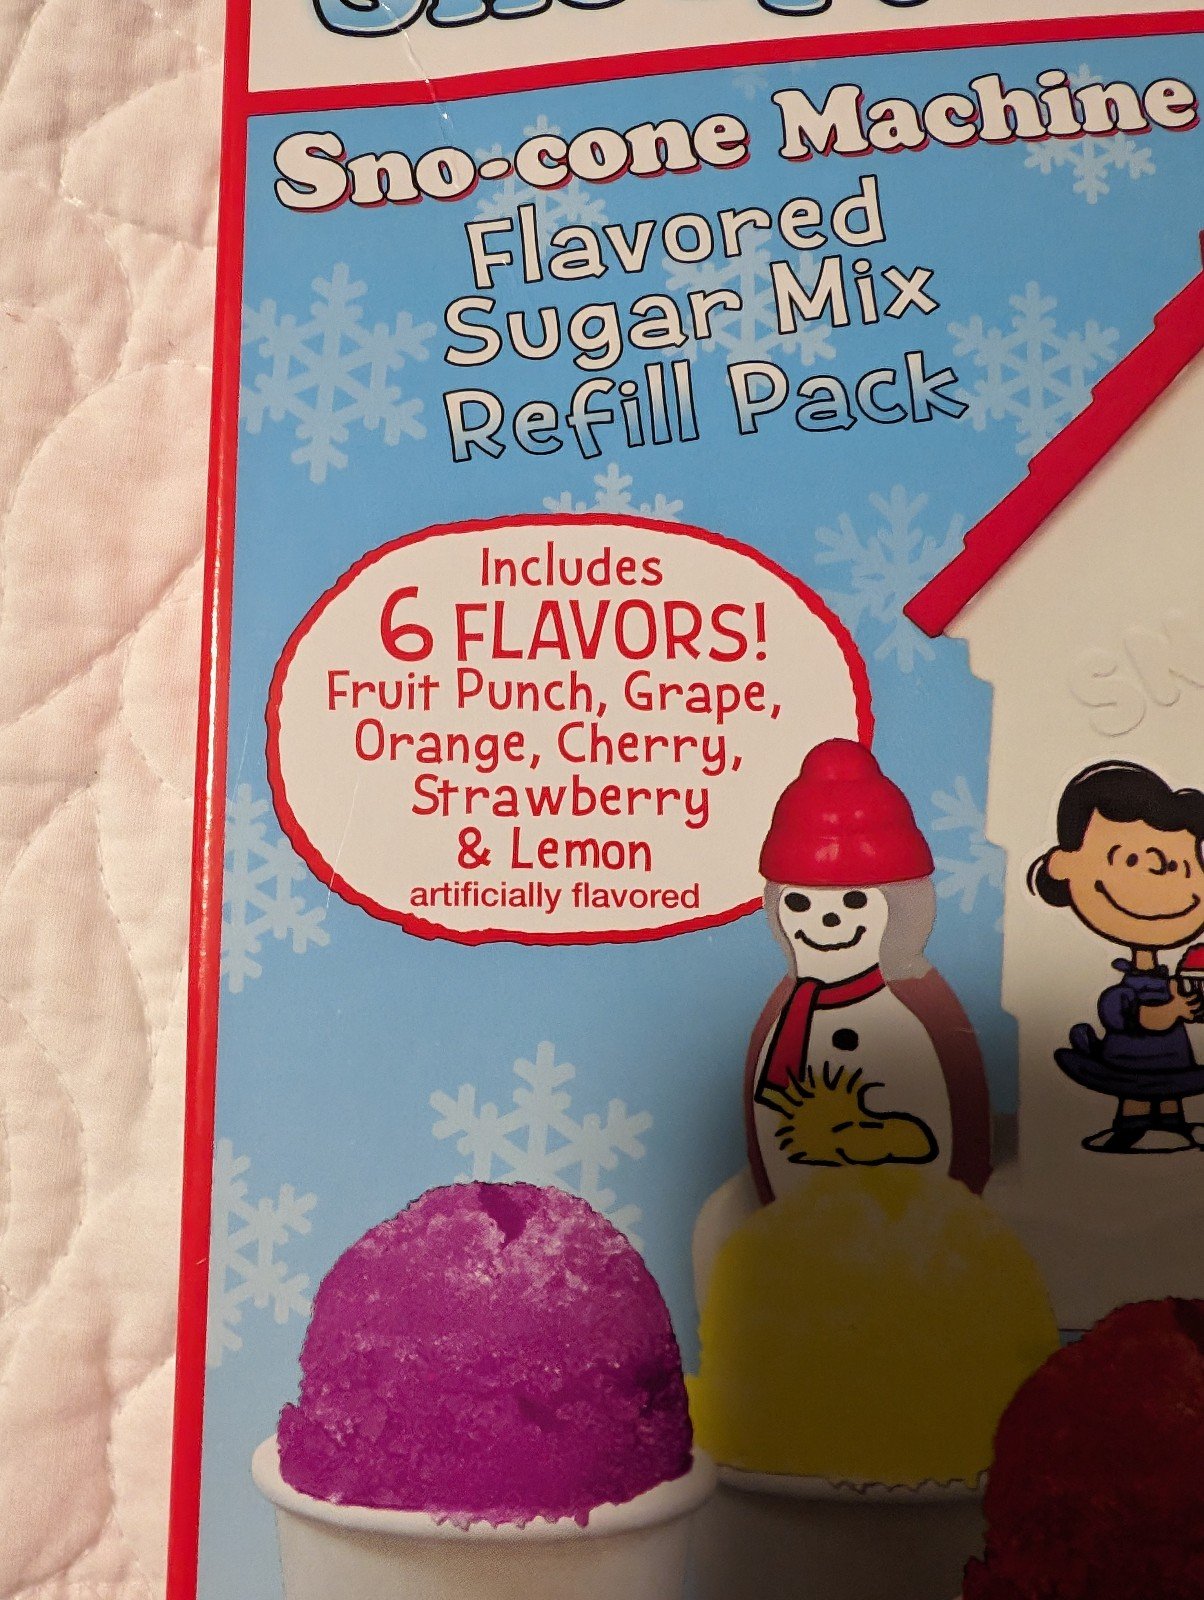 Sno-cone Machine
Flavored
Sugar Mix
Refill Pack
Includes
6 FLAVORS!
Fruit Punch, Grape,
Orange, Cherry,
Strawberry
& Lemon
artificially flavored